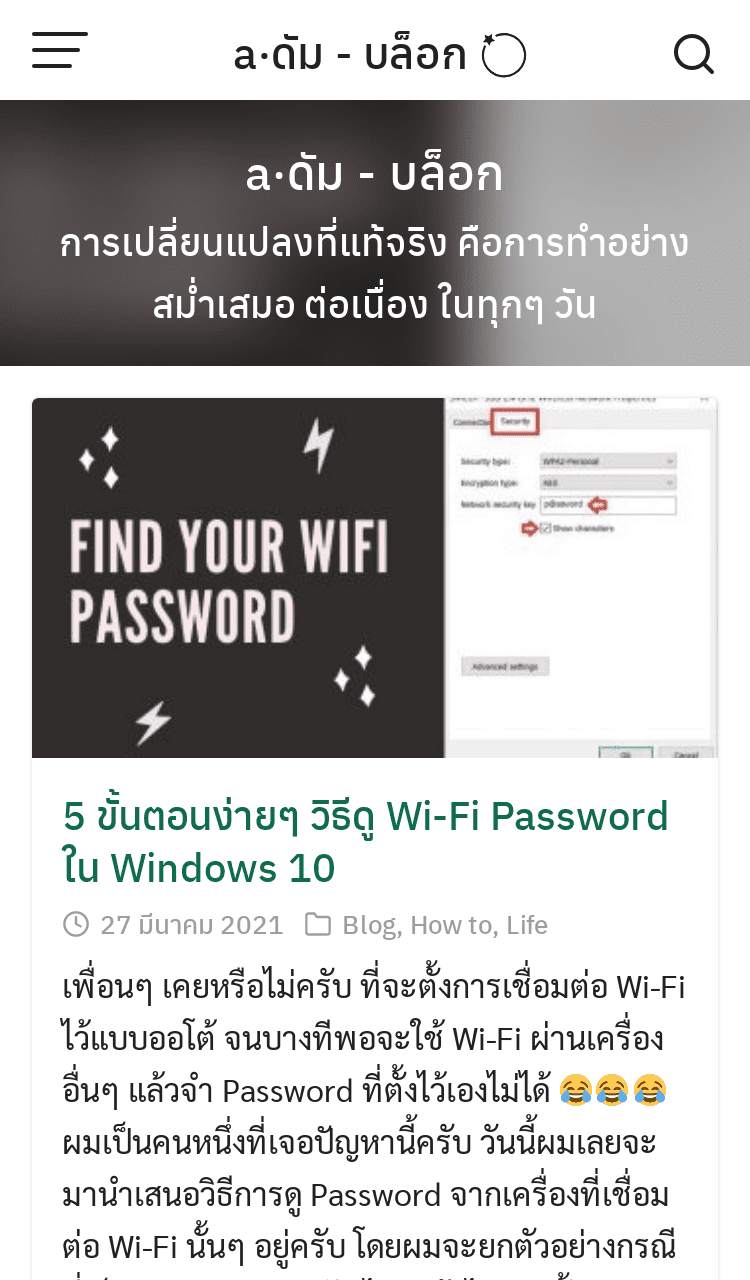 a·ดัม - บล็อก
a·ดัม - บล็อก
การเปลี่ยนแปลงที่แท้จริง คือการทำอย่าง
สม่ำเสมอ ต่อเนื่อง ในทุกๆ วัน
FIND YOUR WIFI
PASSWORD
Connection
Security
Security type:
WPA2-Personal
Encryption type:
AES
Network security key
password
Show characters
Advanced settings
OK
Cancel
5 ขั้นตอนง่ายๆ วิธีดู Wi-Fi Password
ใน Windows 10
27 มีนาคม 2021 Blog, How to, Life
เพื่อนๆ เคยหรือไม่ครับ ที่จะตั้งการเชื่อมต่อ Wi-Fi
ไว้แบบออโต้ จนบางทีพอจะใช้ Wi-Fi ผ่านเครื่อง
อื่นๆ แล้วจำ Password ที่ตั้งไว้เองไม่ได้ 😂😂😂
ผมเป็นคนหนึ่งที่เจอปัญหานี้ครับ วันนี้ผมเลยจะ
มานำเสนอวิธีการดู Password จากเครื่องที่เชื่อม
ต่อ Wi-Fi นั้นๆ อยู่ครับ โดยผมจะยกตัวอย่างกรณี